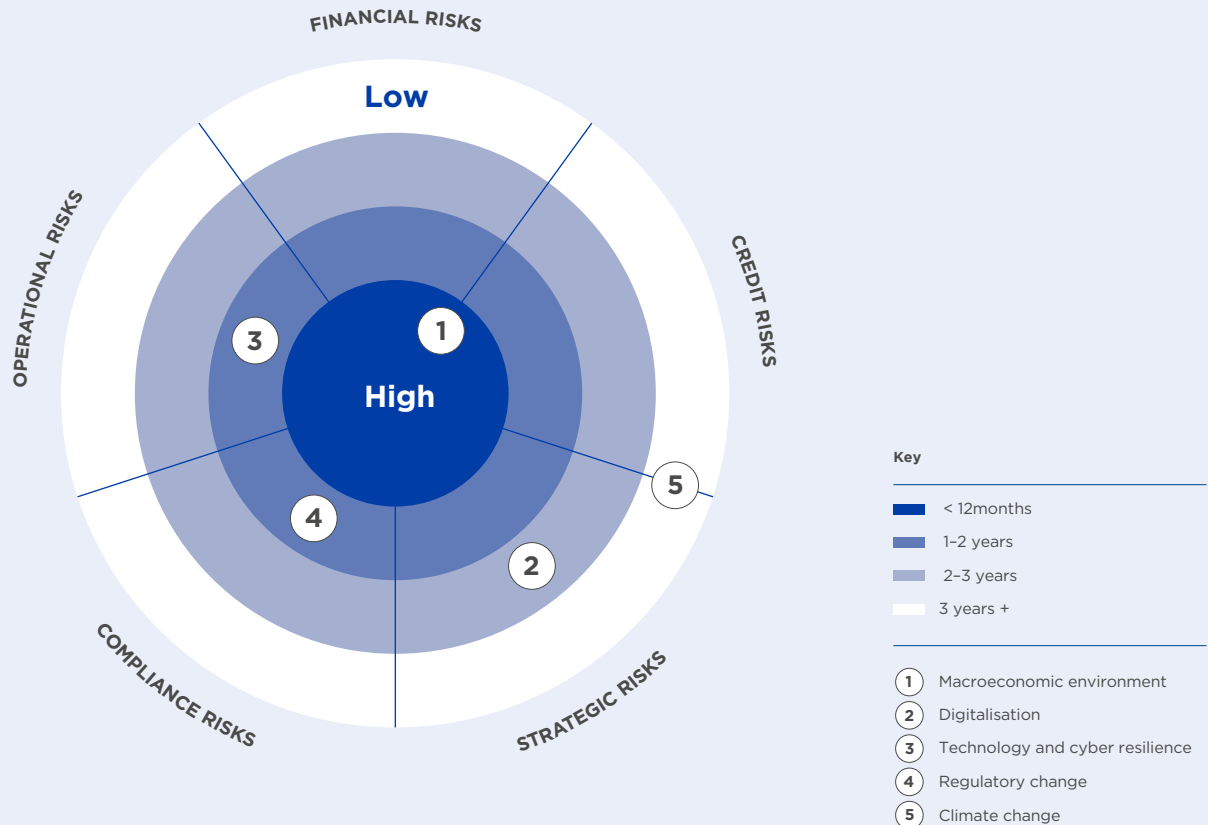 FINANCIAL RISKS
Low
OPERATIONAL RISKS
CREDIT RISKS
1
3
High
5
4
2
COMPLIANCE RISKS
STRATEGIC RISKS
Key
< 12months
1–2 years
2–3 years
3 years +
1 Macroeconomic environment
2 Digitalisation
3 Technology and cyber resilience
4 Regulatory change
5 Climate change